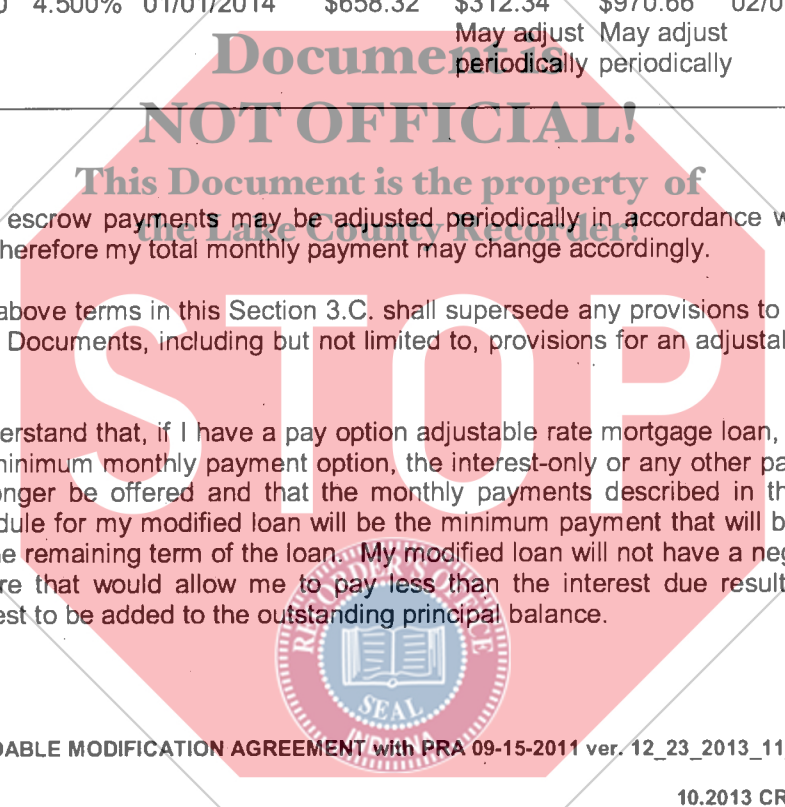 4.500% 01/01/2014 $658.32 $312.34 $970.66 02/0
May adjust May adjust
periodically periodically
Document is
NOT OFFICIAL!
This Document is the property of
the Lake County Recorder!
escrow payments may be adjusted periodically in accordance w
herefore my total monthly payment may change accordingly.
above terms in this Section 3.C. shall supersede any provisions to
Documents, including but not limited to, provisions for an adjustal
STOP
erstand that, if I have a pay option adjustable rate mortgage loan,
minimum monthly payment option, the interest-only or any other pa
nger be offered and that the monthly payments described in th
dule for my modified loan will be the minimum payment that will b
e remaining term of the loan. My modified loan will not have a neg
re that would allow me to pay less than the interest due result
est to be added to the outstanding principal balance.
RECORDER'S OFFICE
SEAL
INDIANA
DABLE MODIFICATION AGREEMENT with PRA 09-15-2011 ver. 12_23_2013_11
10.2013 CR